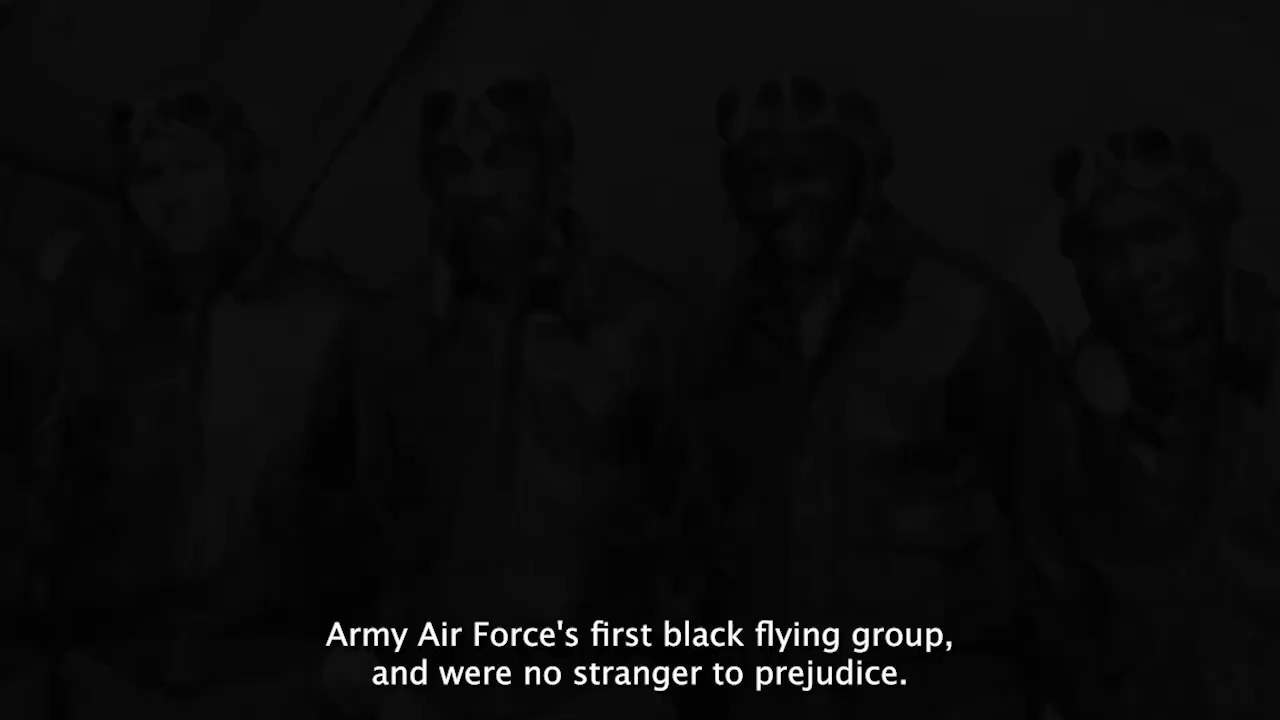 Army Air Force's first black flying group,
and were no stranger to prejudice.